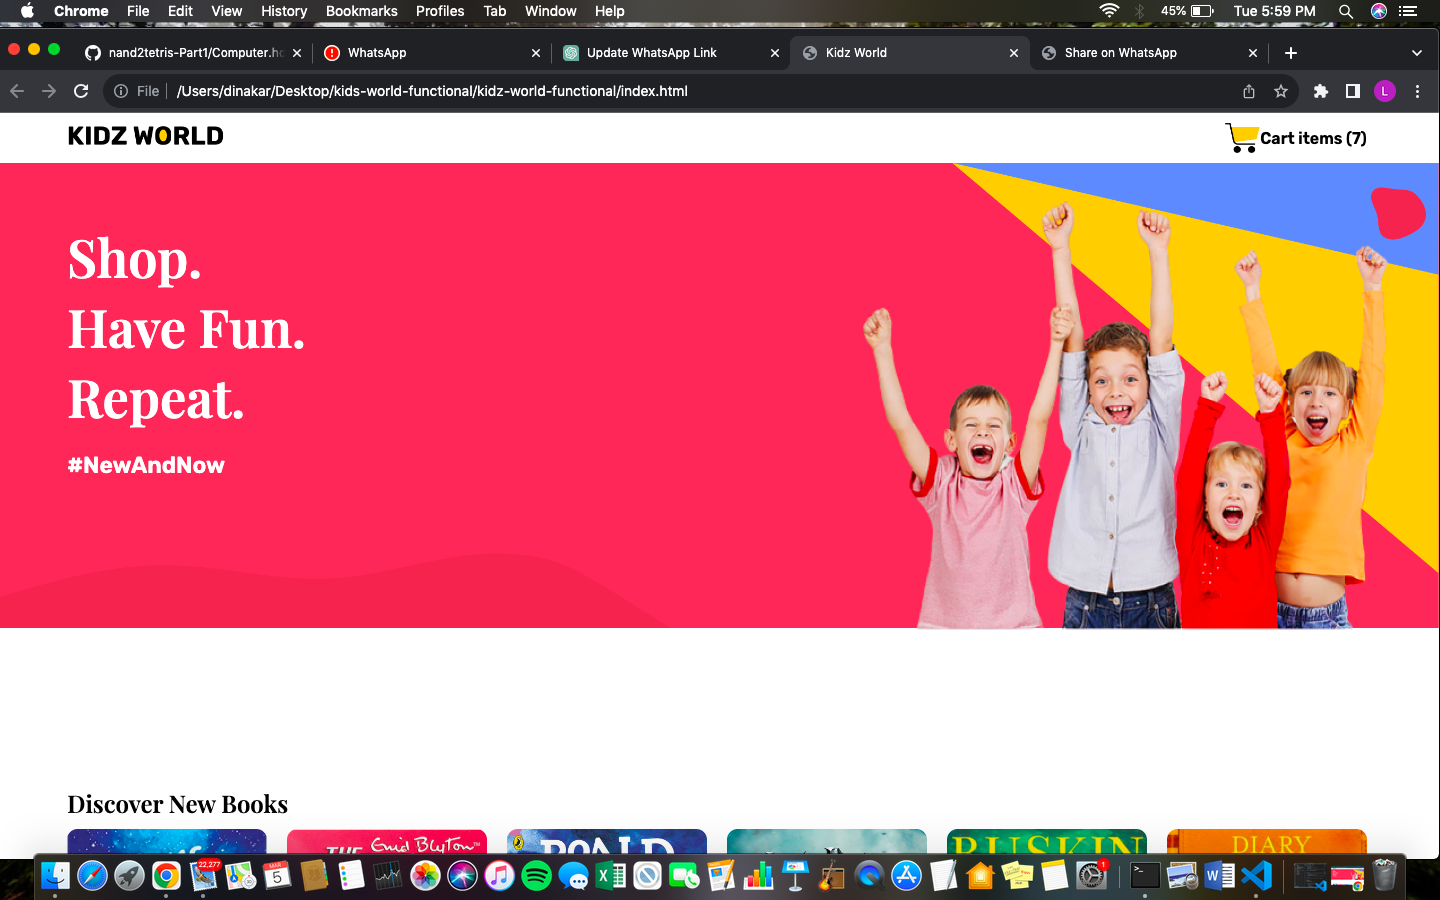 Chrome File Edit View History Bookmarks Profiles Tab Window Help 45% Tue 5:59 PM
nand2tetris-Part1/Computer.h WhatsApp Update WhatsApp Link Kidz World Share on WhatsApp
File /Users/dinakar/Desktop/kids-world-functional/kidz-world-functional/index.html L
KIDZ WORLD Cart items (7)
Shop.
Have Fun.
Repeat.
#NewAndNow
Discover New Books
THE Enid Blyton™ ROALD RUSKIN DIARY
22,277 MAR 5 1